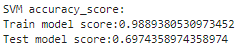 SVM accuracy_score:
Train model score:0.9889380530973452
Test model score:0.6974358974358974